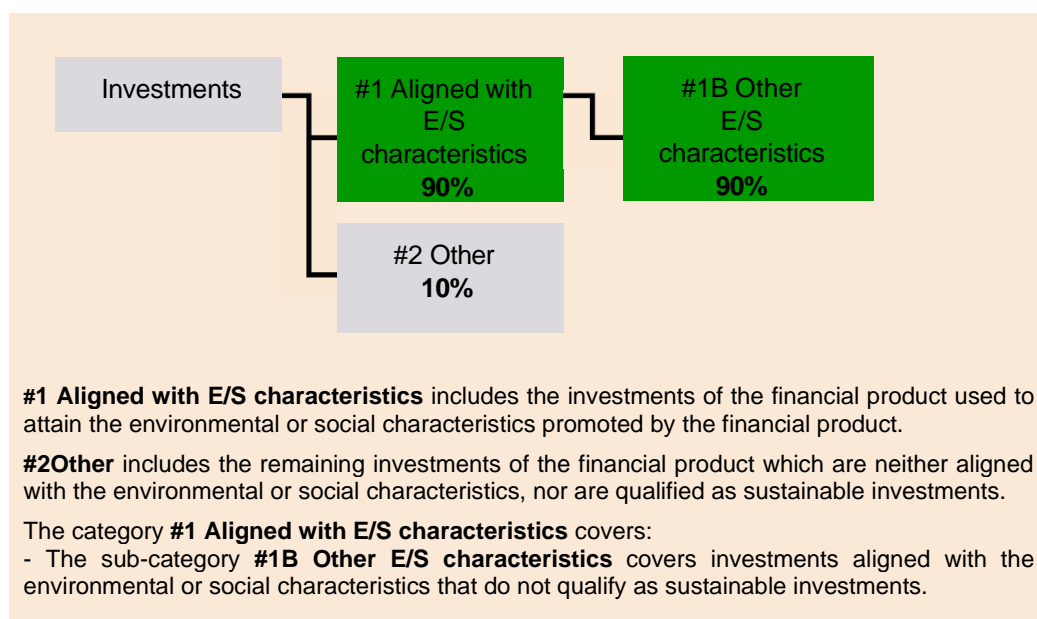 Investments
#1 Aligned with
E/S
characteristics
90%
#1B Other
E/S
characteristics
90%
#2 Other
10%
#1 Aligned with E/S characteristics includes the investments of the financial product used to
attain the environmental or social characteristics promoted by the financial product.
#2Other includes the remaining investments of the financial product which are neither aligned
with the environmental or social characteristics, nor are qualified as sustainable investments.
The category #1 Aligned with E/S characteristics covers:
- The sub-category #1B Other E/S characteristics covers investments aligned with the
environmental or social characteristics that do not qualify as sustainable investments.